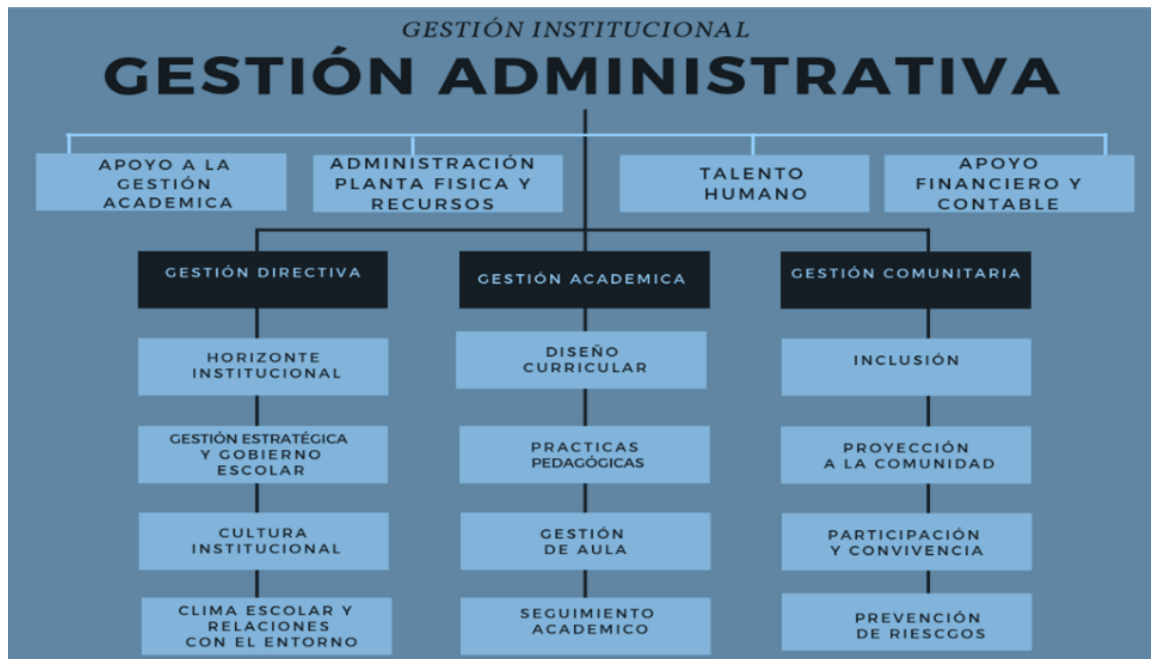 GESTIÓN INSTITUCIONAL
GESTIÓN ADMINISTRATIVA
APOYO A LA
GESTIÓN
ACADEMICA
ADMINISTRACIÓN
PLANTA FISICA Y
RECURSOS
TALENTO
HUMANO
APOYO
FINANCIERO Y
CONTABLE
GESTIÓN DIRECTIVA
GESTIÓN ACADEMICA
GESTIÓN COMUNITARIA
HORIZONTE
INSTITUCIONAL
DISEÑO
CURRICULAR
INCLUSIÓN
GESTIÓN ESTRATÉGICA
Y GOBIERNO
ESCOLAR
PRACTICAS
PEDAGÓGICAS
PROYECCIÓN
A LA COMUNIDAD
CULTURA
INSTITUCIONAL
GESTIÓN
DE AULA
PARTICIPACIÓN
Y CONVIVENCIA
CLIMA ESCOLAR Y
RELACIONES
CON EL ENTORNO
SEGUIMIENTO
ACADEMICO
PREVENCIÓN
DE RIESCGOS